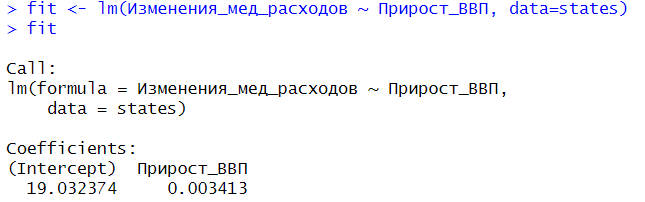 > fit <- lm(Изменения_мед_расходов ~ Прирост_ВВП, data=states)
> fit
Call:
lm(formula = Изменения_мед_расходов ~ Прирост_ВВП,
    data = states)
Coefficients:
(Intercept)  Прирост_ВВП
  19.032374     0.003413